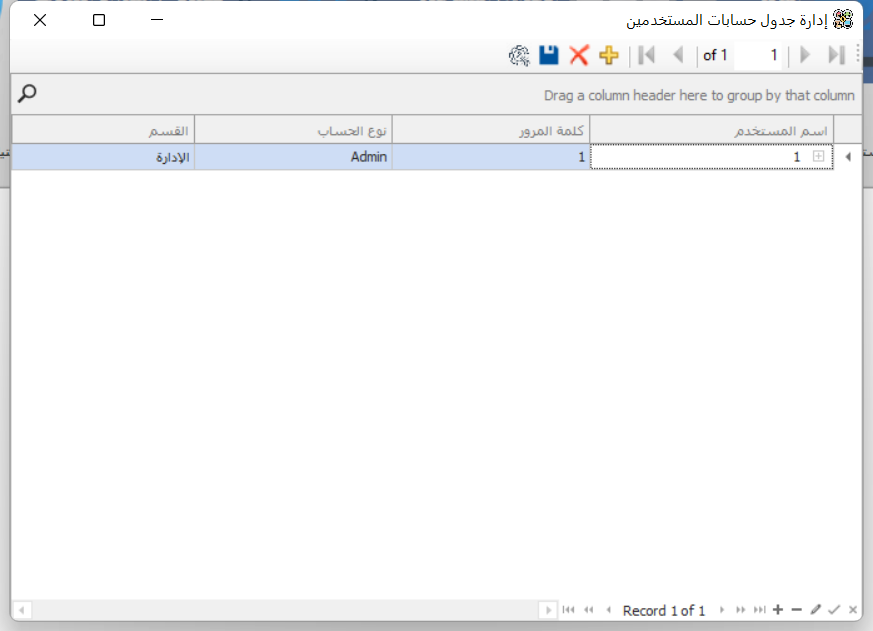 إدارة جدول حسابات المستخدمين
1 of 1
Drag a column header here to group by that column
اسم المستخدم كلمة المرور نوع الحساب القسم
1 1 Admin الإدارة
Record 1 of 1